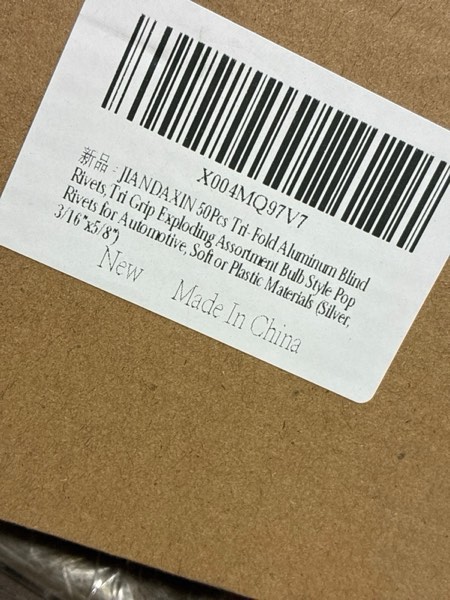 X004MQ97V7
新品 - JIANDAXIN 50Pcs Tri-Fold Aluminum Blind
Rivets, Tri Grip Exploding Assortment Bulb Style Pop
Rivets for Automotive, Soft or Plastic Materials (Silver,
3/16"x5/8")
New
Made In China